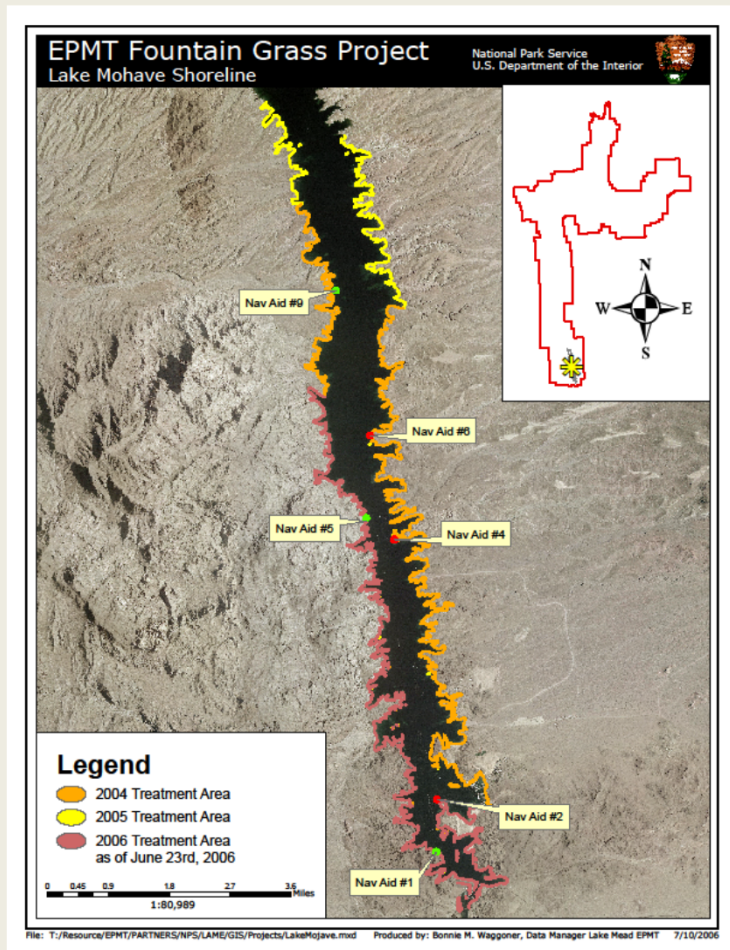 EPMT Fountain Grass Project
Lake Mohave Shoreline
National Park Service
U.S. Department of the Interior
N
W E
S
Nav Aid #9
Nav Aid #6
Nav Aid #5
Nav Aid #4
Nav Aid #2
Nav Aid #1
Legend
2004 Treatment Area
2005 Treatment Area
2006 Treatment Area
as of June 23rd, 2006
0 0.45 0.9 1.8 2.7 3.6
Miles
1:80,989
File: T:/Resource/EPMT/PARTNERS/NPS/LAME/GIS/Projects/LakeMojave.mxd Produced by: Bonnie M. Waggoner, Data Manager Lake Mead EPMT 7/10/2006